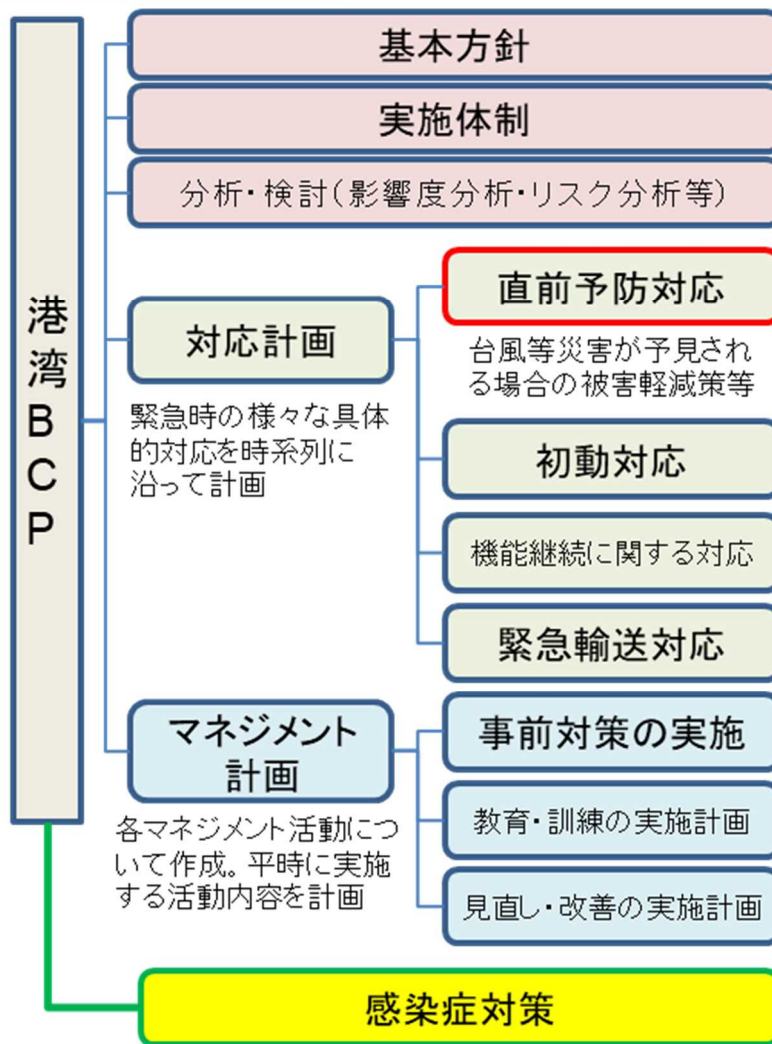 港湾BCP
基本方針
実施体制
分析・検討(影響度分析・リスク分析等)
対応計画
緊急時の様々な具体
的対応を時系列に
沿って計画
直前予防対応
台風等災害が予見され
る場合の被害軽減策等
初動対応
機能継続に関する対応
緊急輸送対応
マネジメント
計画
各マネジメント活動につ
いて作成。平時に実施
する活動内容を計画
事前対策の実施
教育・訓練の実施計画
見直し・改善の実施計画
感染症対策